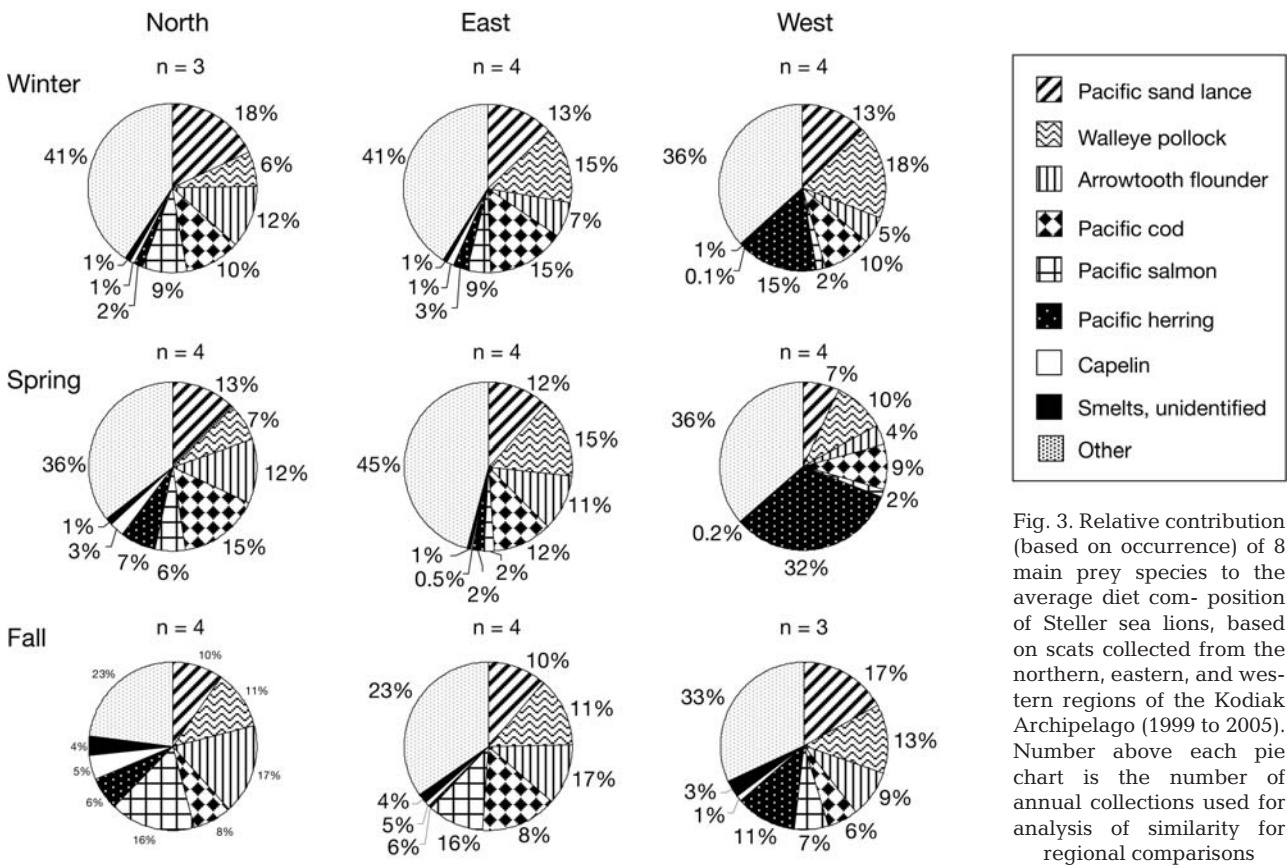 North East West
Winter
n = 3
18%
6%
12%
10%
9%
2%
1%
1%
41%
n = 4
13%
15%
7%
15%
9%
3%
1%
1%
41%
n = 4
13%
18%
5%
10%
2%
15%
0.1%
1%
36%
Spring
n = 4
13%
7%
12%
15%
6%
7%
3%
1%
36%
n = 4
12%
15%
11%
12%
2%
2%
0.5%
1%
45%
n = 4
7%
10%
4%
9%
2%
32%
0.2%
36%
Fall
n = 4
10%
11%
17%
8%
16%
6%
5%
4%
23%
n = 4
10%
11%
17%
8%
16%
6%
5%
4%
23%
n = 3
17%
13%
9%
6%
7%
11%
1%
3%
33%
Pacific sand lance
Walleye pollock
Arrowtooth flounder
Pacific cod
Pacific salmon
Pacific herring
Capelin
Smelts, unidentified
Other
Fig. 3. Relative contribution
(based on occurrence) of 8
main prey species to the
average diet com- position
of Steller sea lions, based
on scats collected from the
northern, eastern, and wes-
tern regions of the Kodiak
Archipelago (1999 to 2005).
Number above each pie
chart is the number of
annual collections used for
analysis of similarity for
regional comparisons